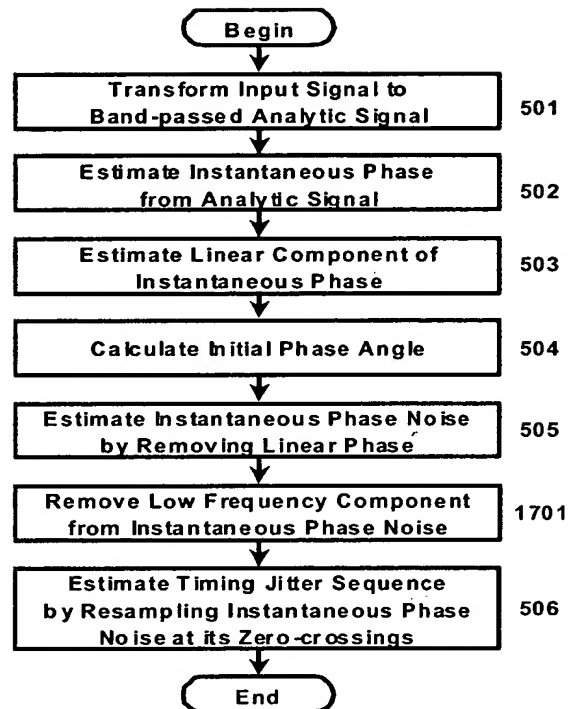 Begin
Transform Input Signal to
Band-passed Analytic Signal
501
Estimate Instantaneous Phase
from Analytic Signal
502
Estimate Linear Component of
Instantaneous Phase
503
Calculate Initial Phase Angle
504
Estimate Instantaneous Phase Noise
by Removing Linear Phase
505
Remove Low Frequency Component
from Instantaneous Phase Noise
1701
Estimate Timing Jitter Sequence
by Resampling Instantaneous Phase
Noise at its Zero-crossings
506
End